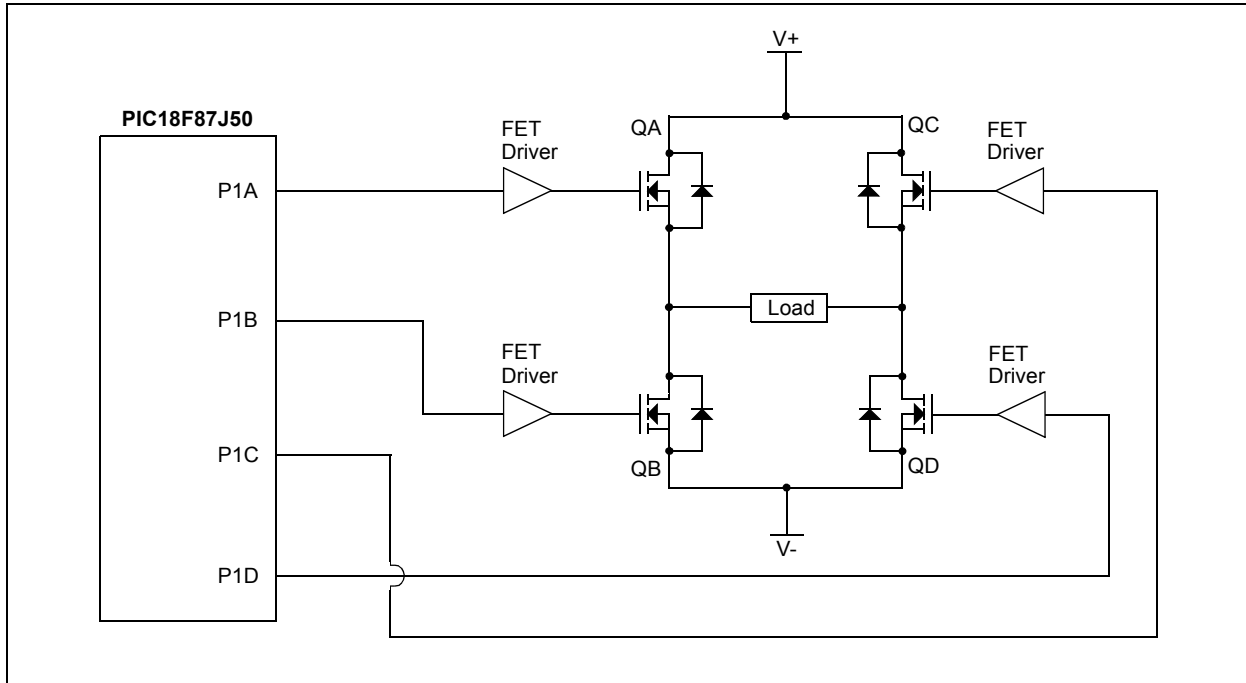 V+
PIC18F87J50
FET
Driver
QA
QC
FET
Driver
P1A
P1B
Load
FET
Driver
FET
Driver
P1C
QB
QD
V-
P1D